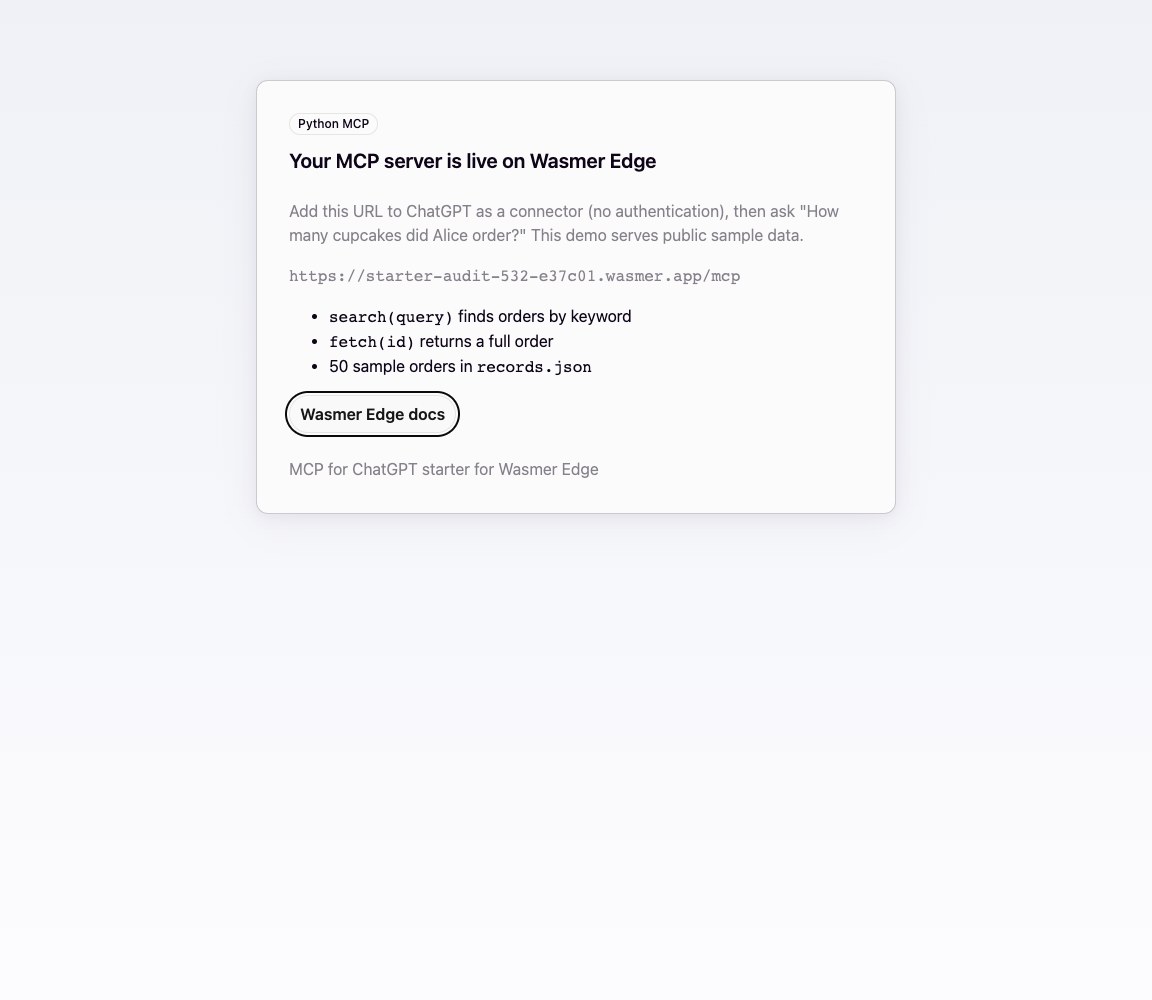 Python MCP
Your MCP server is live on Wasmer Edge
Add this URL to ChatGPT as a connector (no authentication), then ask "How
many cupcakes did Alice order?" This demo serves public sample data.
https://starter-audit-532-e37c01.wasmer.app/mcp
• search(query) finds orders by keyword
• fetch(id) returns a full order
• 50 sample orders in records.json
Wasmer Edge docs
MCP for ChatGPT starter for Wasmer Edge